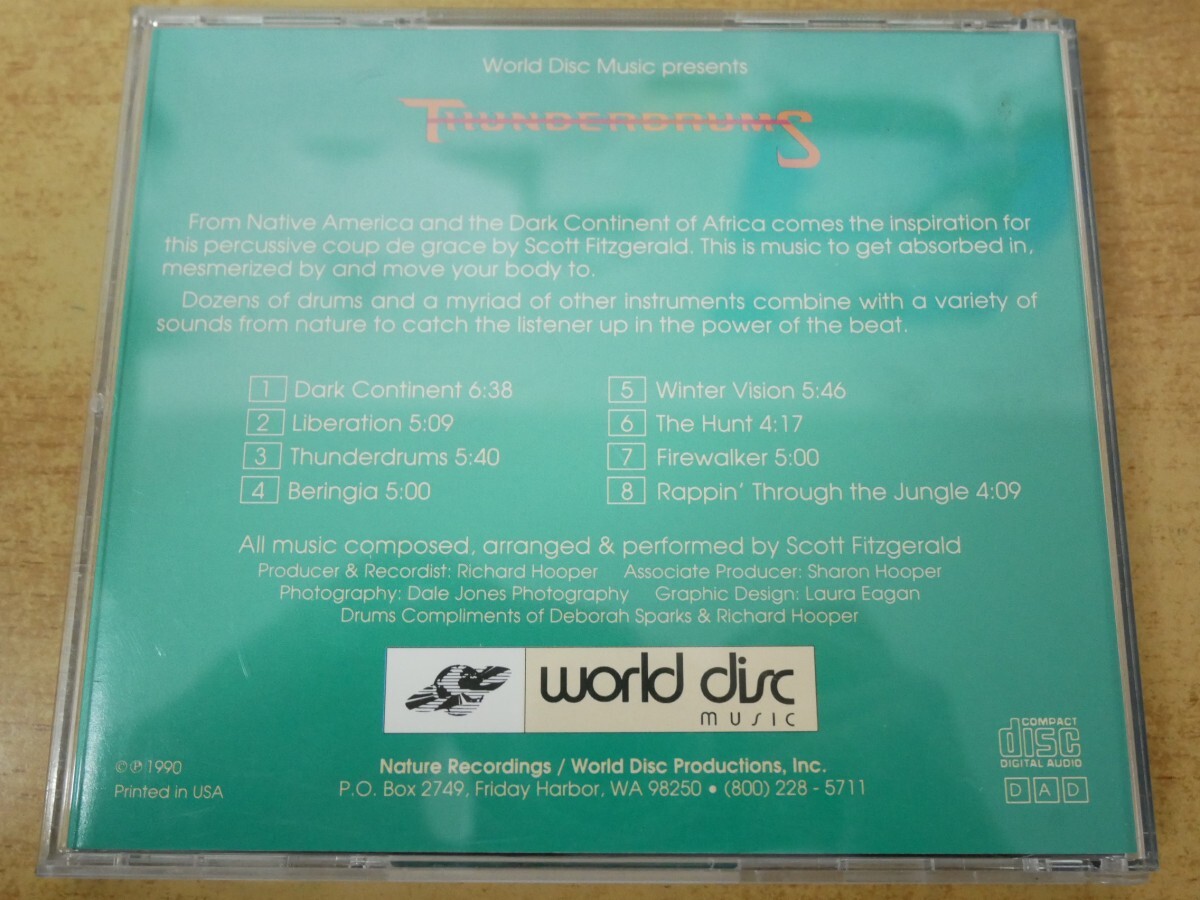 World Disc Music presents
THUNDERDRUMS
From Native America and the Dark Continent of Africa comes the inspiration for
this percussive coup de grace by Scott Fitzgerald. This is music to get absorbed in,
mesmerized by and move your body to.
Dozens of drums and a myriad of other instruments combine with a variety of
sounds from nature to catch the listener up in the power of the beat.
1 Dark Continent 6:38
2 Liberation 5:09
3 Thunderdrums 5:40
4 Beringia 5:00
5 Winter Vision 5:46
6 The Hunt 4:17
7 Firewalker 5:00
8 Rappin' Through the Jungle 4:09
All music composed, arranged & performed by Scott Fitzgerald
Producer & Recordist: Richard Hooper Associate Producer: Sharon Hooper
Photography: Dale Jones Photography Graphic Design: Laura Eagan
Drums Compliments of Deborah Sparks & Richard Hooper
world disc
MUSIC
© ℗ 1990
Printed in USA
Nature Recordings / World Disc Productions, Inc.
P.O. Box 2749, Friday Harbor, WA 98250 • (800) 228 - 5711
COMPACT
disc
DIGITAL AUDIO
D A D